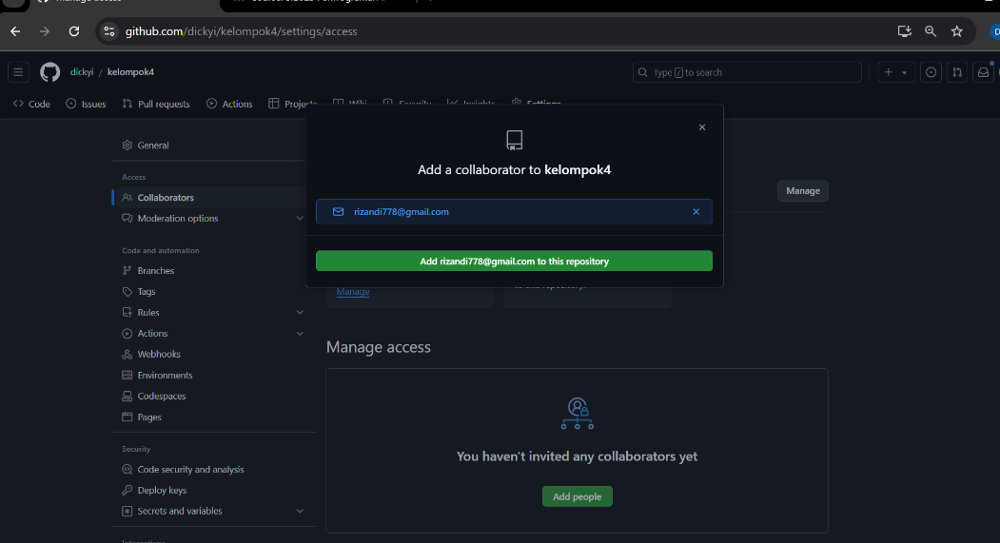 github.com/dickyi/kelompok4/settings/access
dickyi / kelompok4
Type / to search
Code Issues Pull requests Actions Projects Wiki Security Insights Settings
General
Access
Collaborators
Moderation options
Code and automation
Branches
Tags
Rules
Actions
Webhooks
Environments
Codespaces
Pages
Security
Code security and analysis
Deploy keys
Secrets and variables
Add a collaborator to kelompok4
rizandi778@gmail.com
Add rizandi778@gmail.com to this repository
Manage
to this repository.
Manage
Manage access
You haven't invited any collaborators yet
Add people